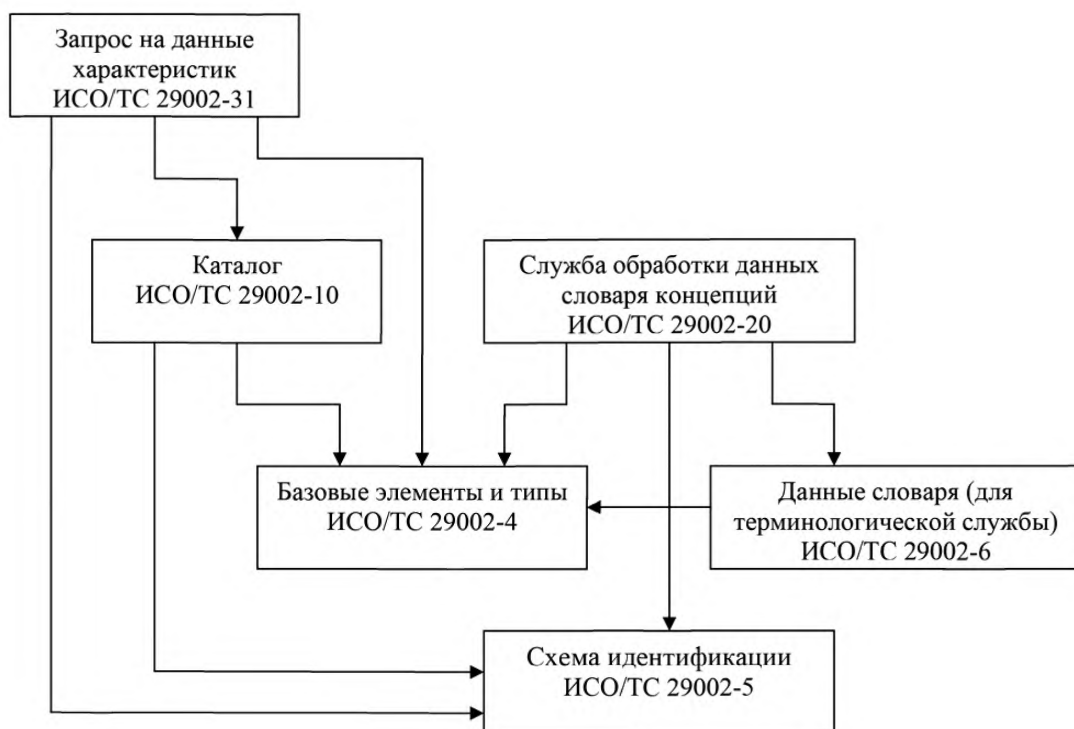 Запрос на данные
характеристик
ИСО/ТС 29002-31
Каталог
ИСО/ТС 29002-10
Служба обработки данных
словаря концепций
ИСО/ТС 29002-20
Базовые элементы и типы
ИСО/ТС 29002-4
Данные словаря (для
терминологической службы)
ИСО/ТС 29002-6
Схема идентификации
ИСО/ТС 29002-5